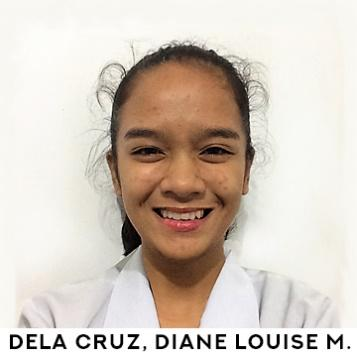 DELA CRUZ, DIANE LOUISE M.